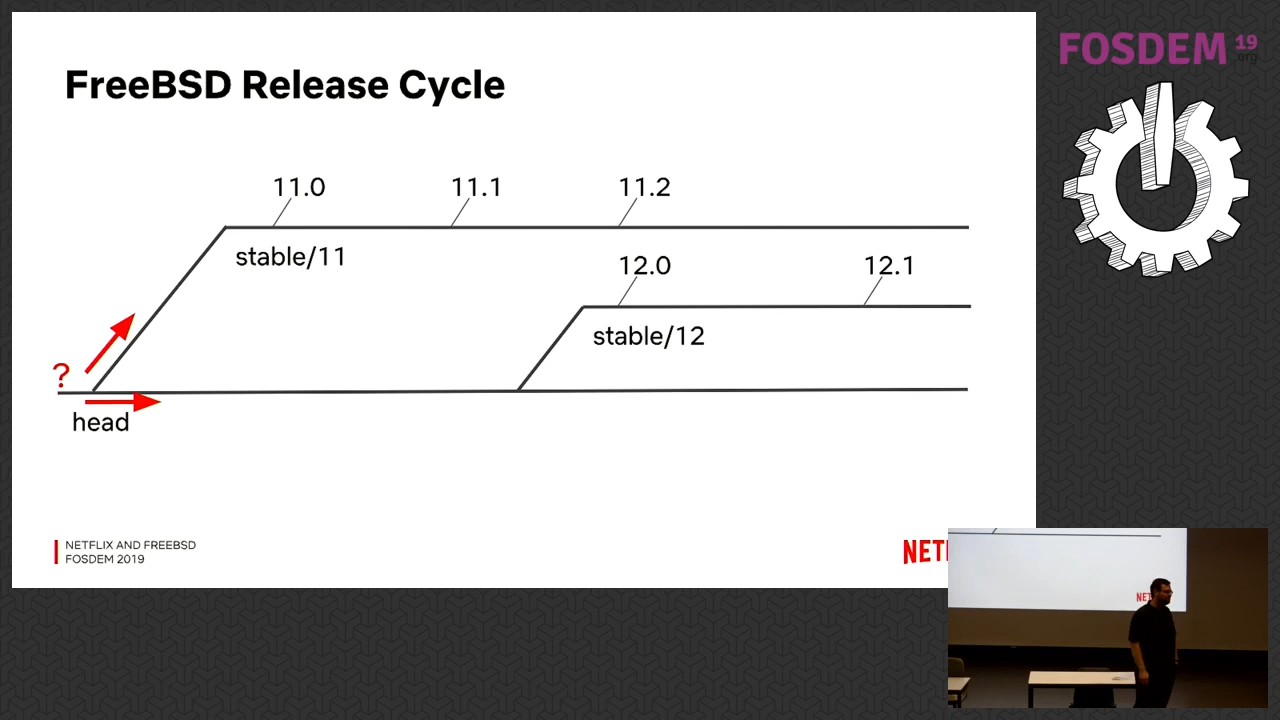 FreeBSD Release Cycle
11.0
11.1
11.2
stable/11
12.0
12.1
stable/12
?
head
NETFLIX AND FREEBSD
FOSDEM 2019
NET
NET
FOSDEM 19
.org